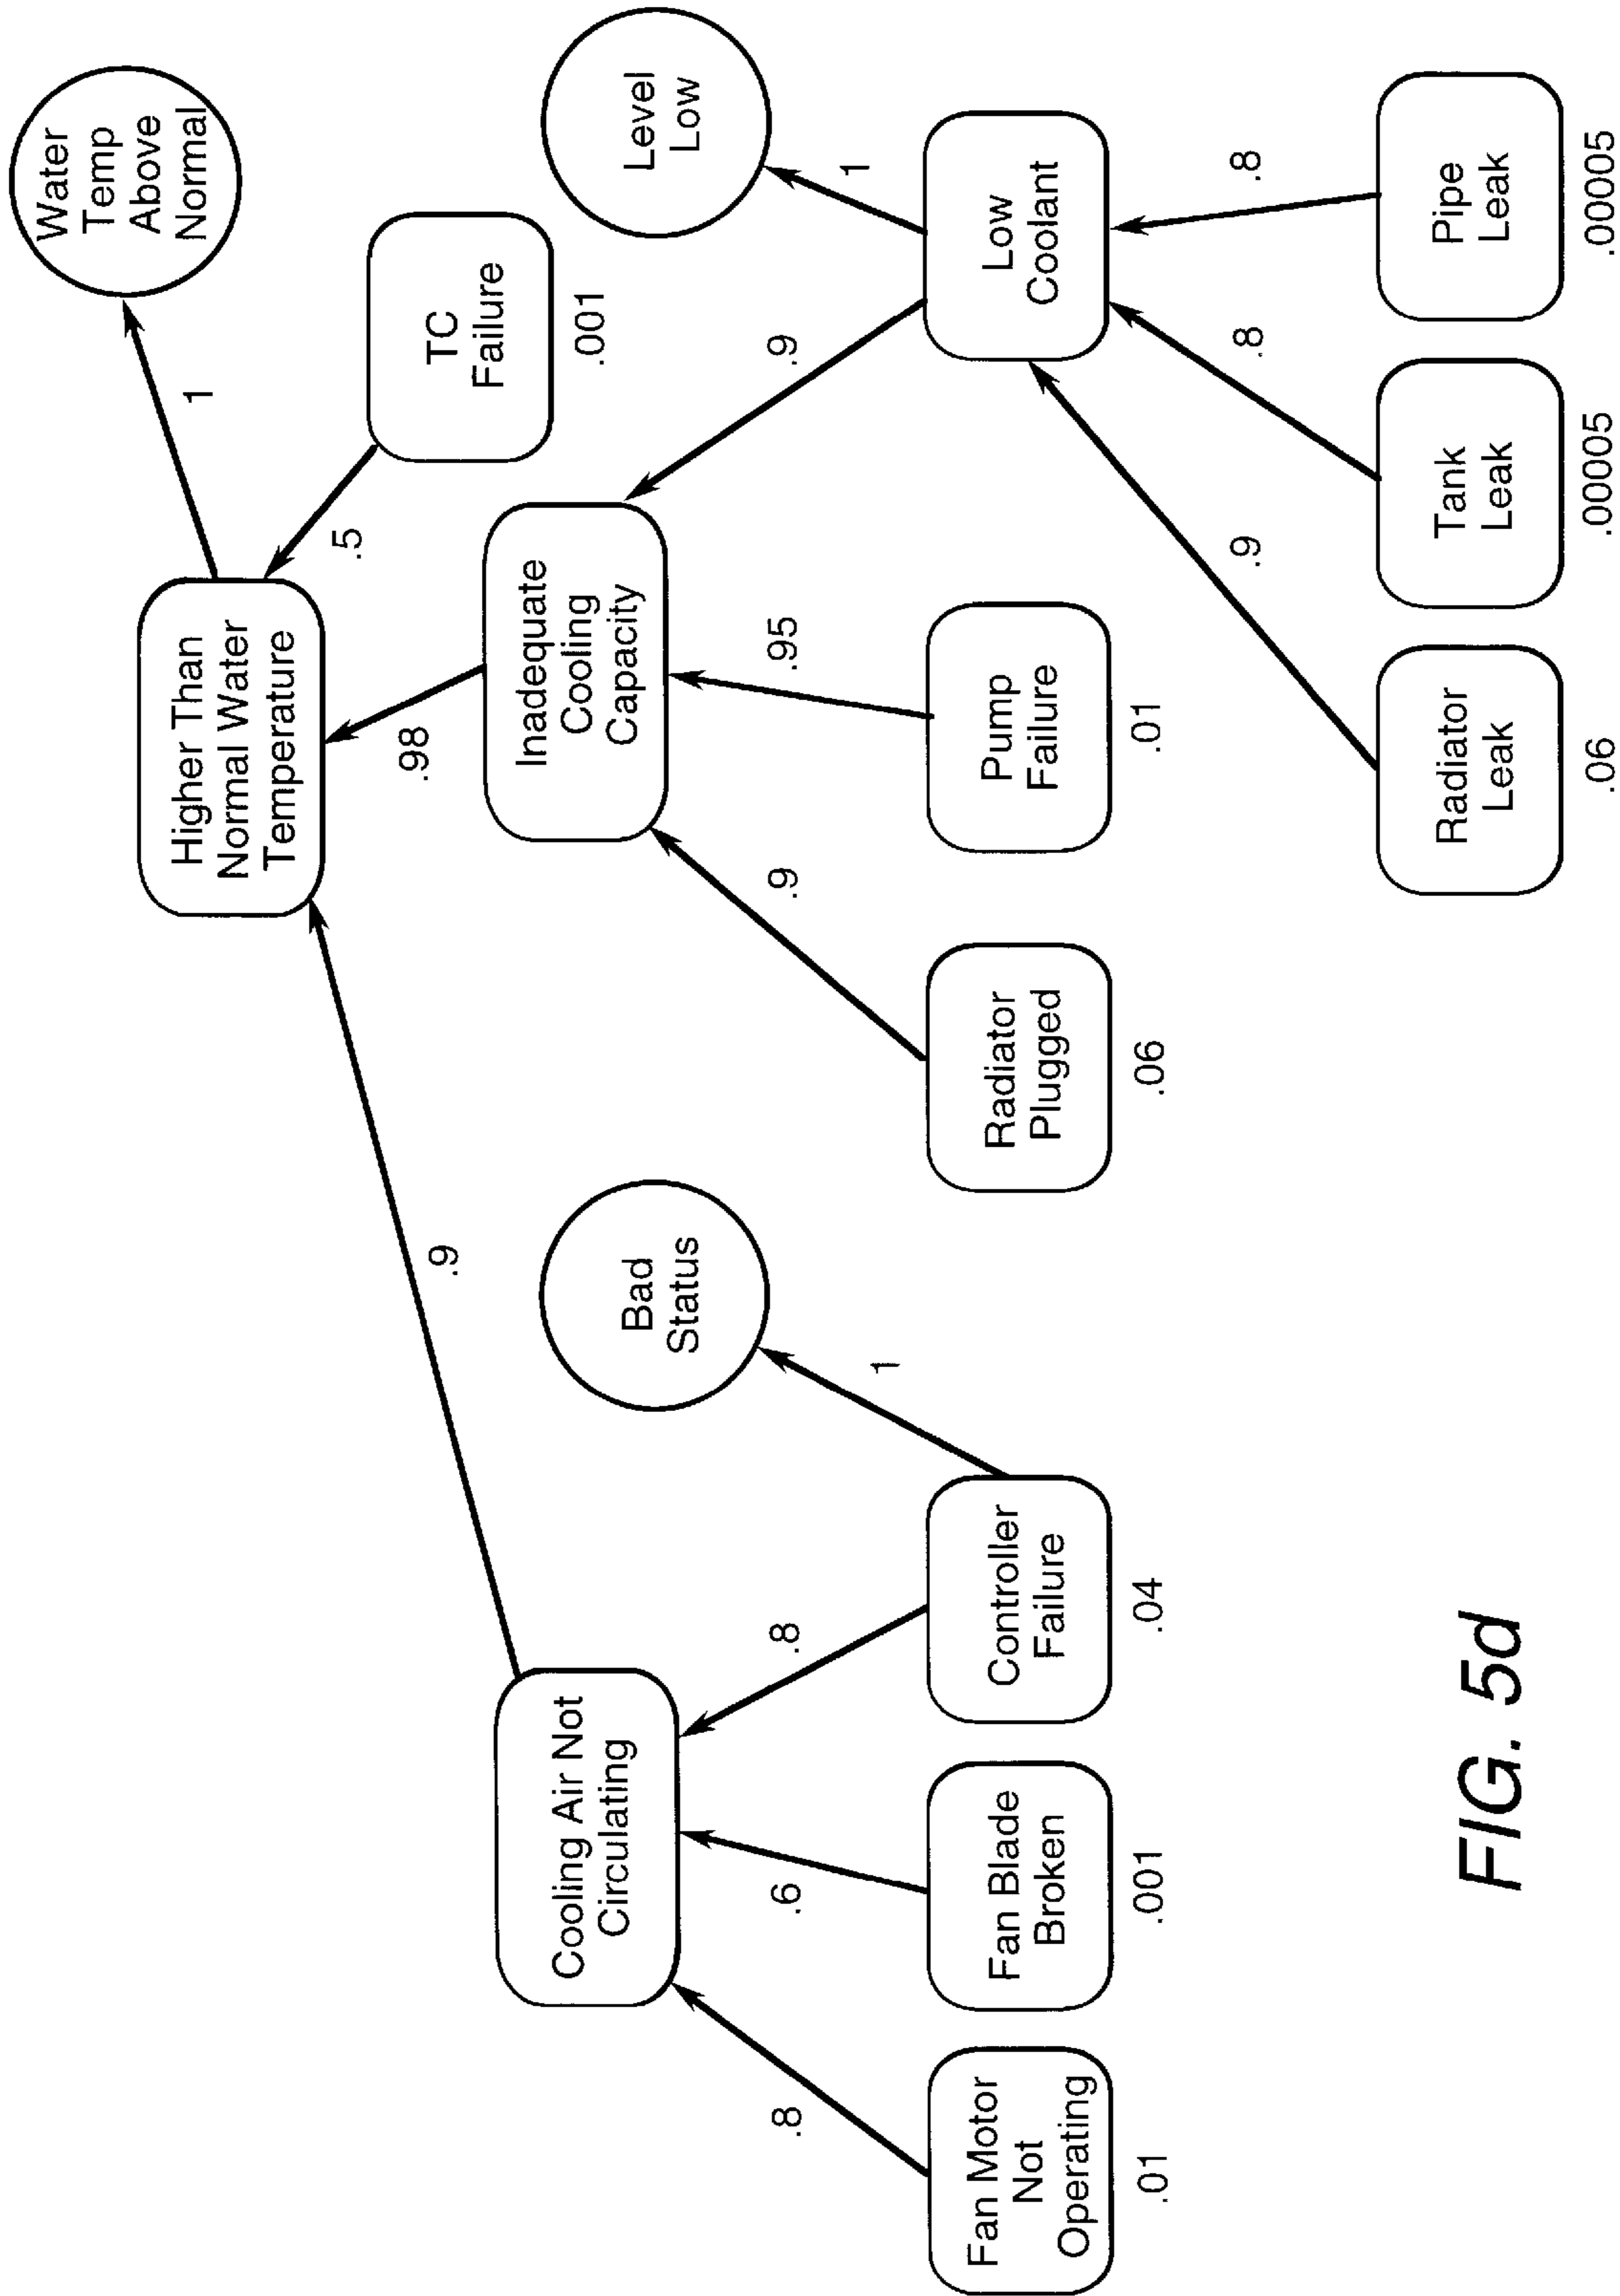 Water
Temp
Above
Normal
1
Higher Than
Normal Water
Temperature
.5
TC
Failure
.001
.9
.98
Level
Low
Inadequate
Cooling
Capacity
.9
1
Bad
Status
Cooling Air Not
Circulating
.8
.6
.8
1
.9
.95
Low
Coolant
Fan Motor
Not
Operating
.01
Fan Blade
Broken
.001
Controller
Failure
.04
Radiator
Plugged
.06
Pump
Failure
.01
.9
.8
.8
Radiator
Leak
.06
Tank
Leak
.00005
Pipe
Leak
.00005
FIG. 5d